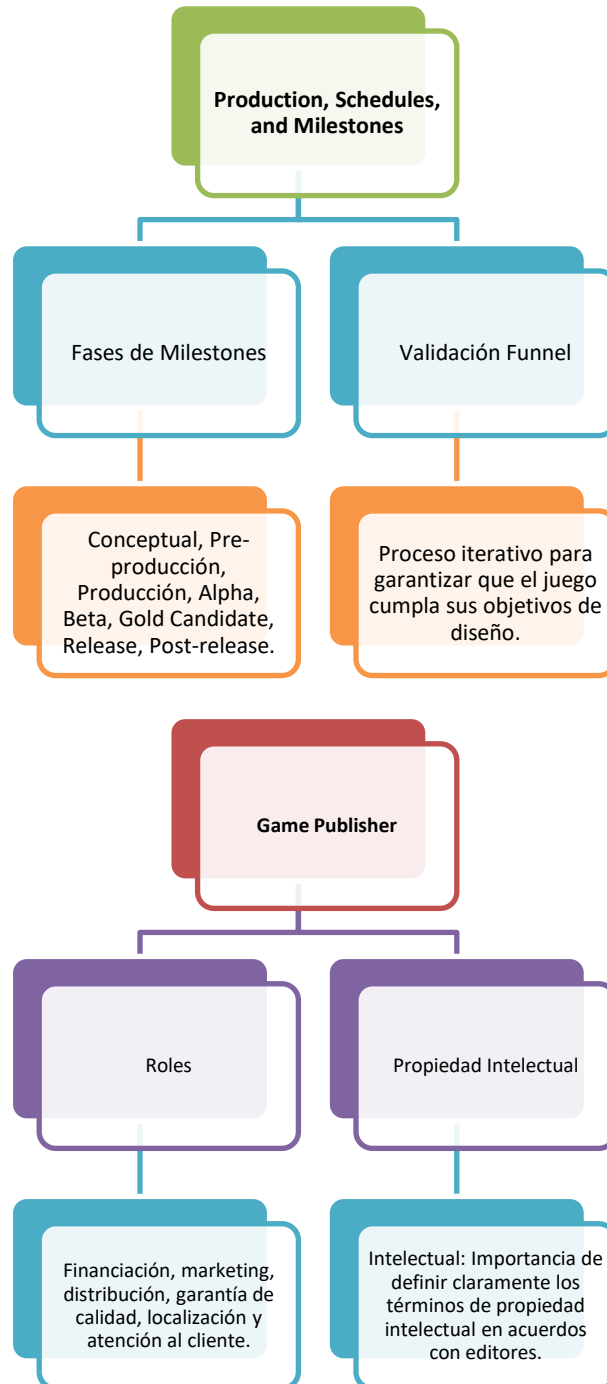 Production, Schedules,
and Milestones
Fases de Milestones
Validación Funnel
Conceptual, Pre-
producción,
Producción, Alpha,
Beta, Gold Candidate,
Release, Post-release.
Proceso iterativo para
garantizar que el juego
cumpla sus objetivos de
diseño.
Game Publisher
Roles
Propiedad Intelectual
Financiación, marketing,
distribución, garantía de
calidad, localización y
atención al cliente.
Intelectual: Importancia de
definir claramente los
términos de propiedad
intelectual en acuerdos
con editores.